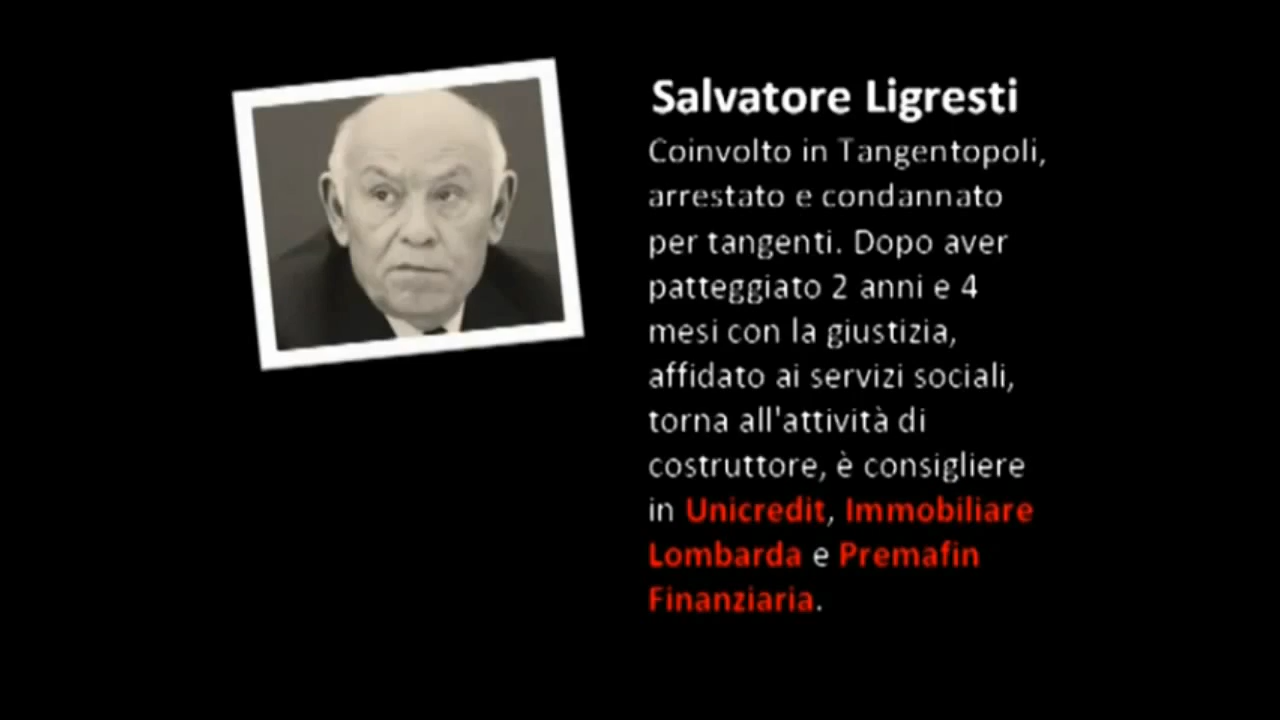 Salvatore Ligresti
Coinvolto in Tangentopoli,
arrestato e condannato
per tangenti. Dopo aver
patteggiato 2 anni e 4
mesi con la giustizia,
affidato ai servizi sociali,
torna all'attività di
costruttore, è consigliere
in Unicredit, Immobiliare
Lombarda e Premafin
Finanziaria.